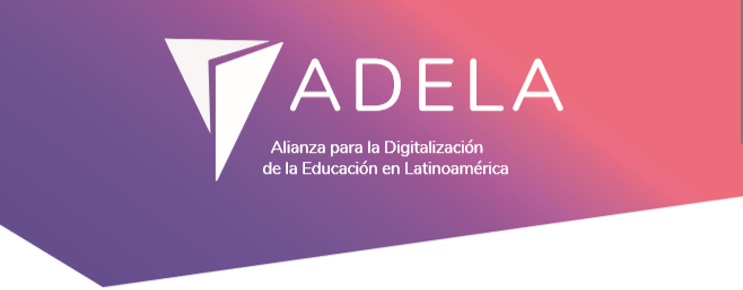 ADELA
Alianza para la Digitalización
de la Educación en Latinoamérica